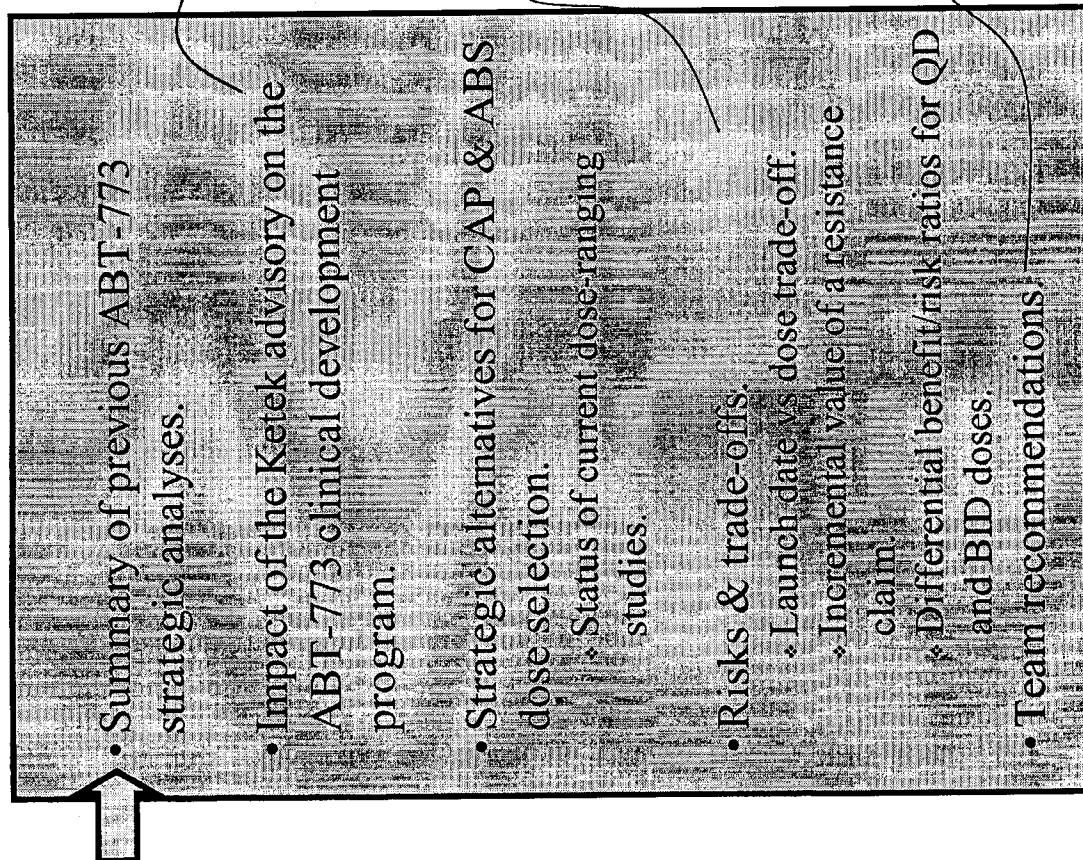 • Summary of previous ABT-773
strategic analyses.
• Impact of the Ketek advisory on the
ABT-773 clinical development
program.
• Strategic alternatives for CAP & ABS
dose selection.
❖ Status of current dose-ranging
studies.
• Risks & trade-offs.
❖ Launch date vs. dose trade-off.
❖ Incremental value of a resistance
claim.
❖ Differential benefit/risk ratios for QD
and BID doses.
• Team recommendations.